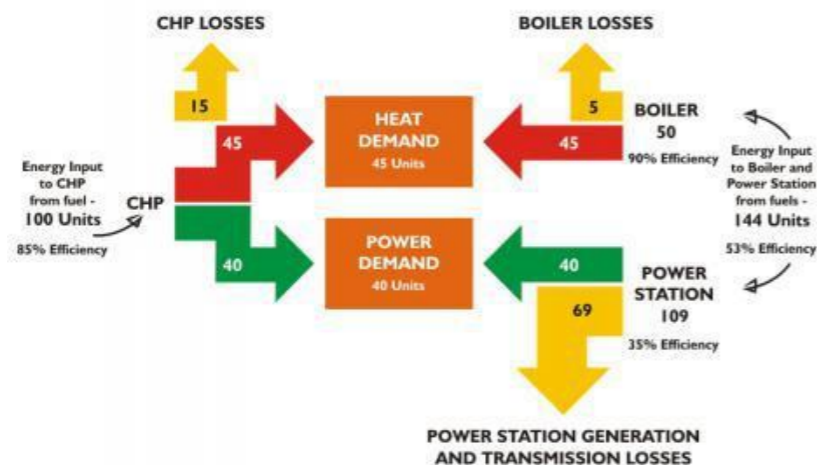 CHP LOSSES
BOILER LOSSES
15
5
BOILER
50
90% Efficiency
HEAT
DEMAND
45 Units
45
45
Energy Input
to CHP
from fuel -
100 Units
85% Efficiency
CHP
Energy Input
to Boiler and
Power Station
from fuels -
144 Units
53% Efficiency
POWER
DEMAND
40 Units
40
40
POWER
STATION
109
35% Efficiency
69
POWER STATION GENERATION
AND TRANSMISSION LOSSES